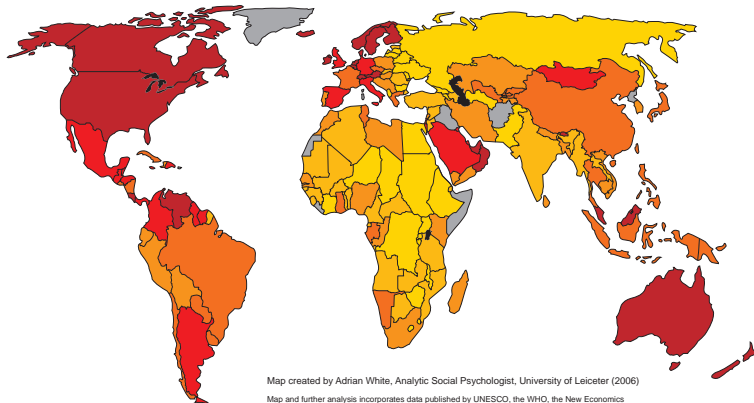 Map created by Adrian White, Analytic Social Psychologist, University of Leiceter (2006)
Map and further analysis incorporates data published by UNESCO, the WHO, the New Economics